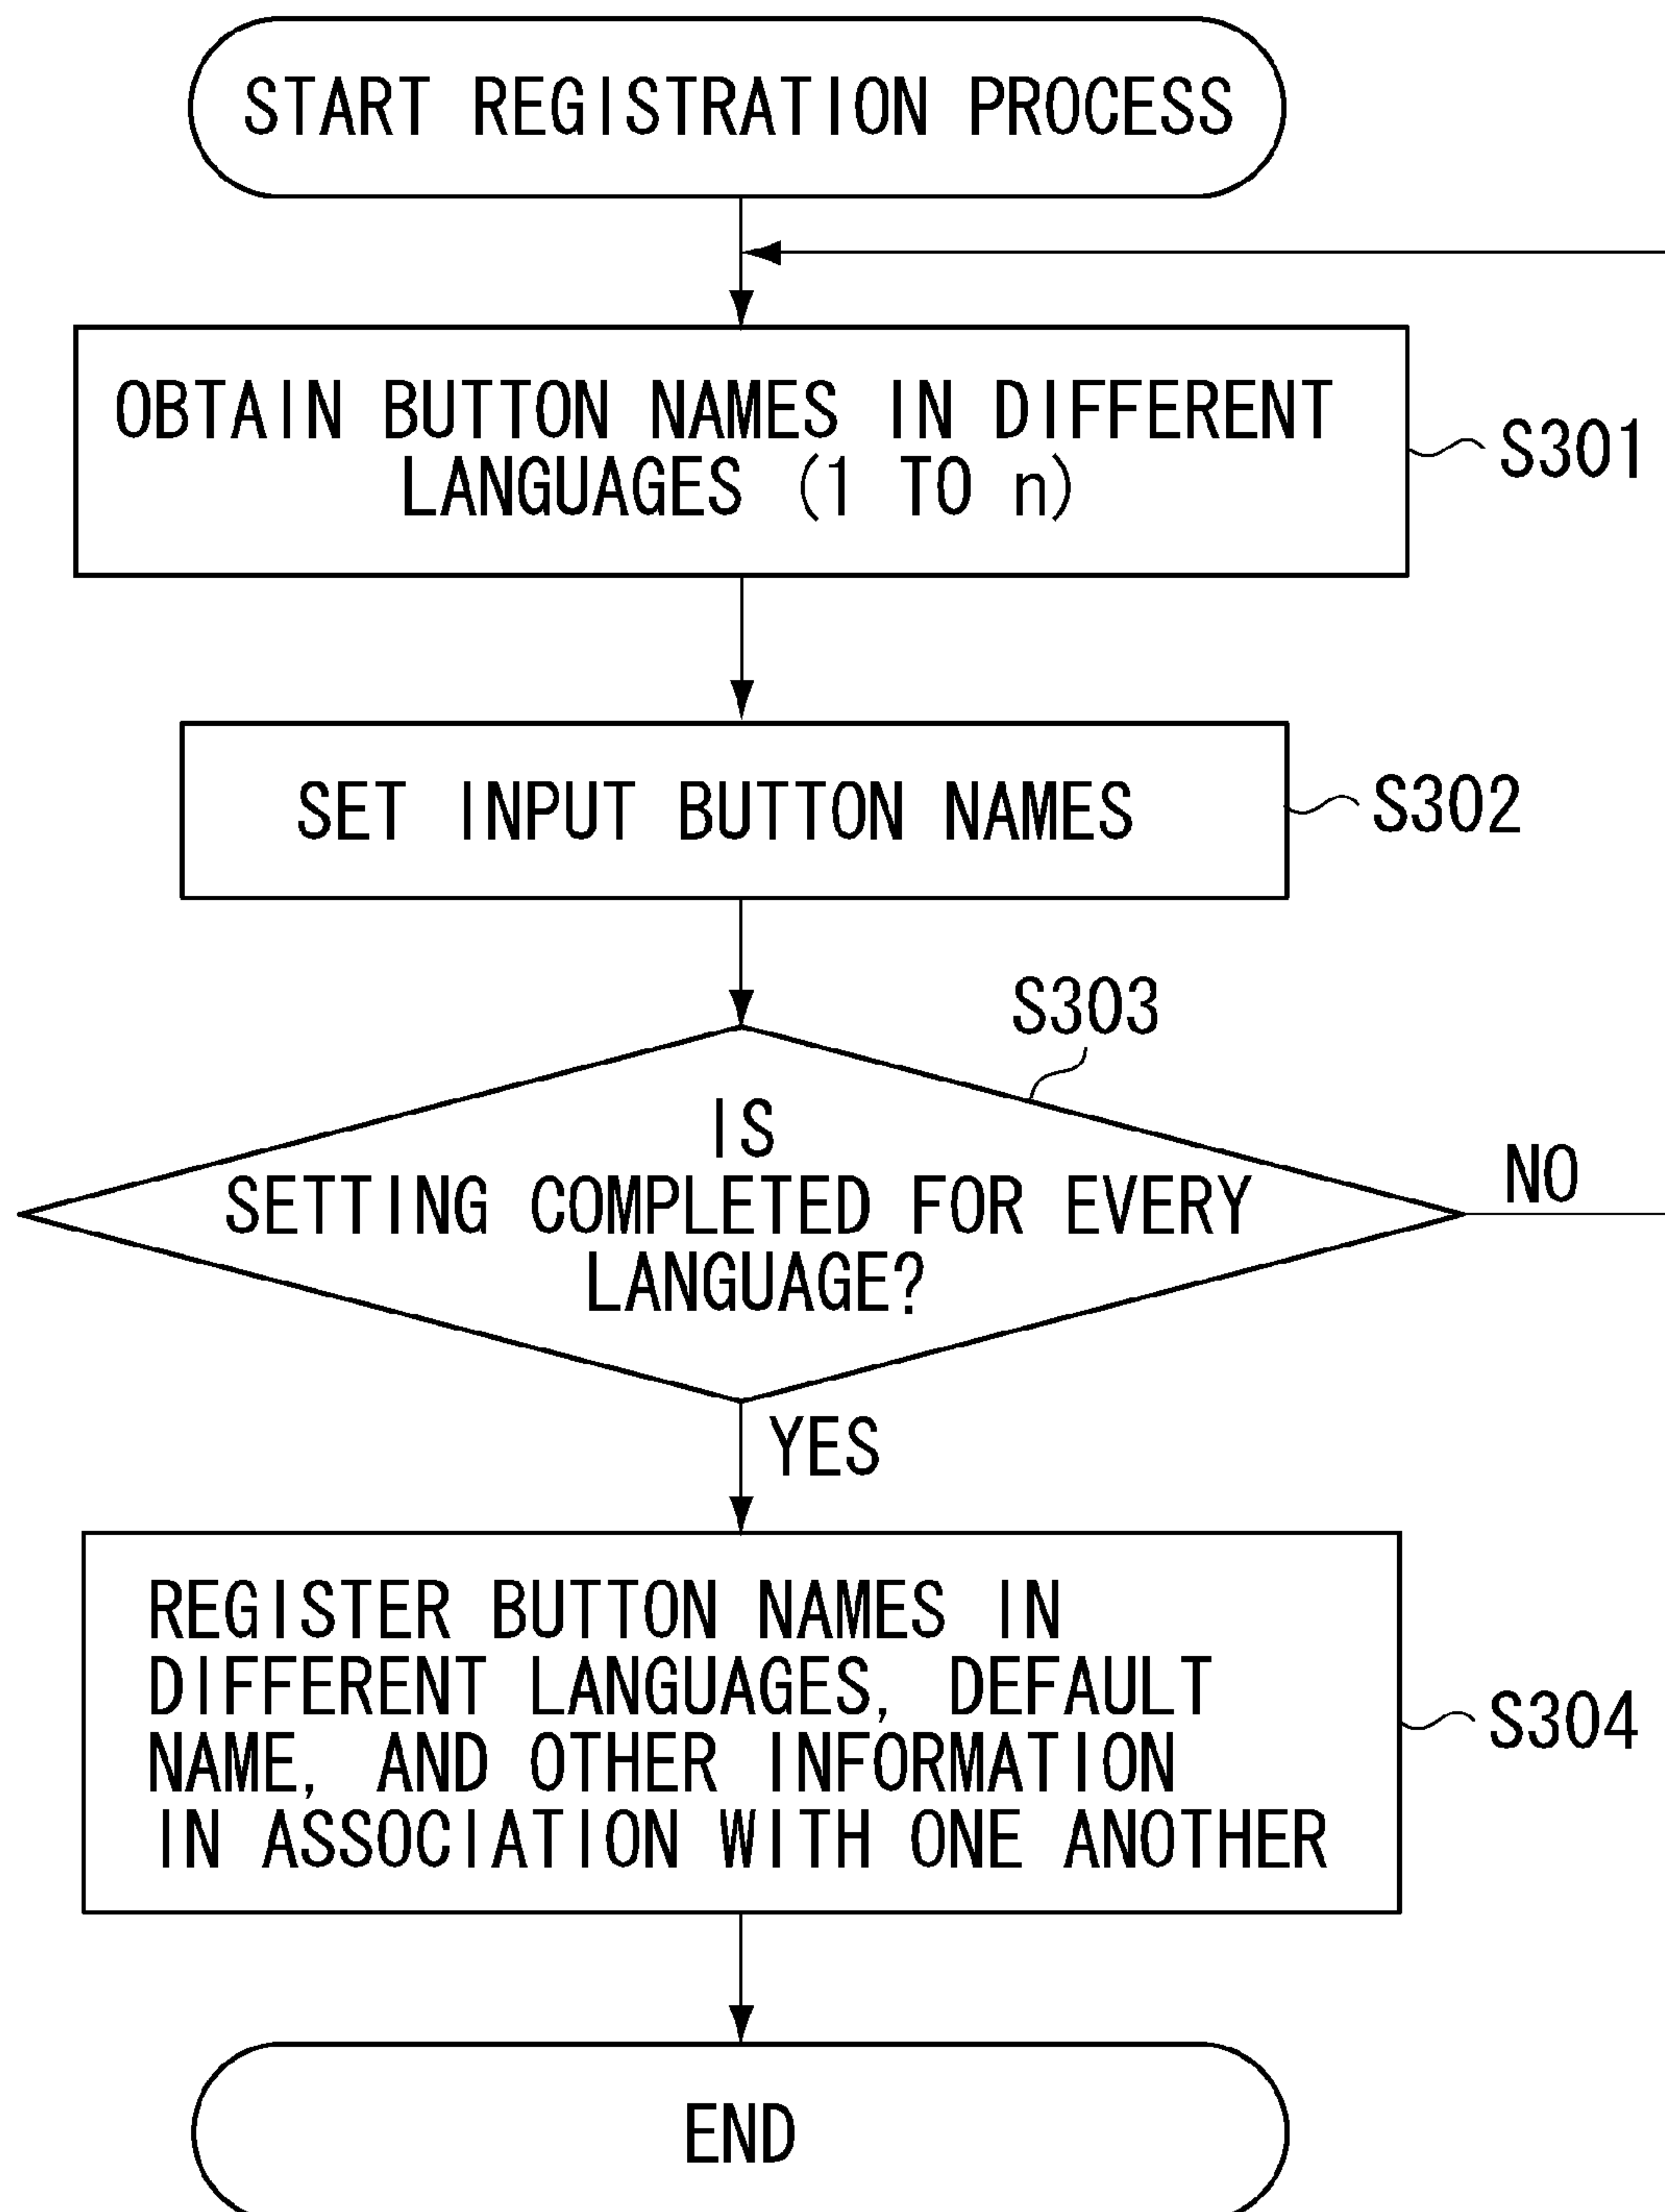 START REGISTRATION PROCESS
OBTAIN BUTTON NAMES IN DIFFERENT
LANGUAGES (1 TO n)
S301
SET INPUT BUTTON NAMES
S302
S303
IS
SETTING COMPLETED FOR EVERY
LANGUAGE?
NO
YES
REGISTER BUTTON NAMES IN
DIFFERENT LANGUAGES, DEFAULT
NAME, AND OTHER INFORMATION
IN ASSOCIATION WITH ONE ANOTHER
S304
END